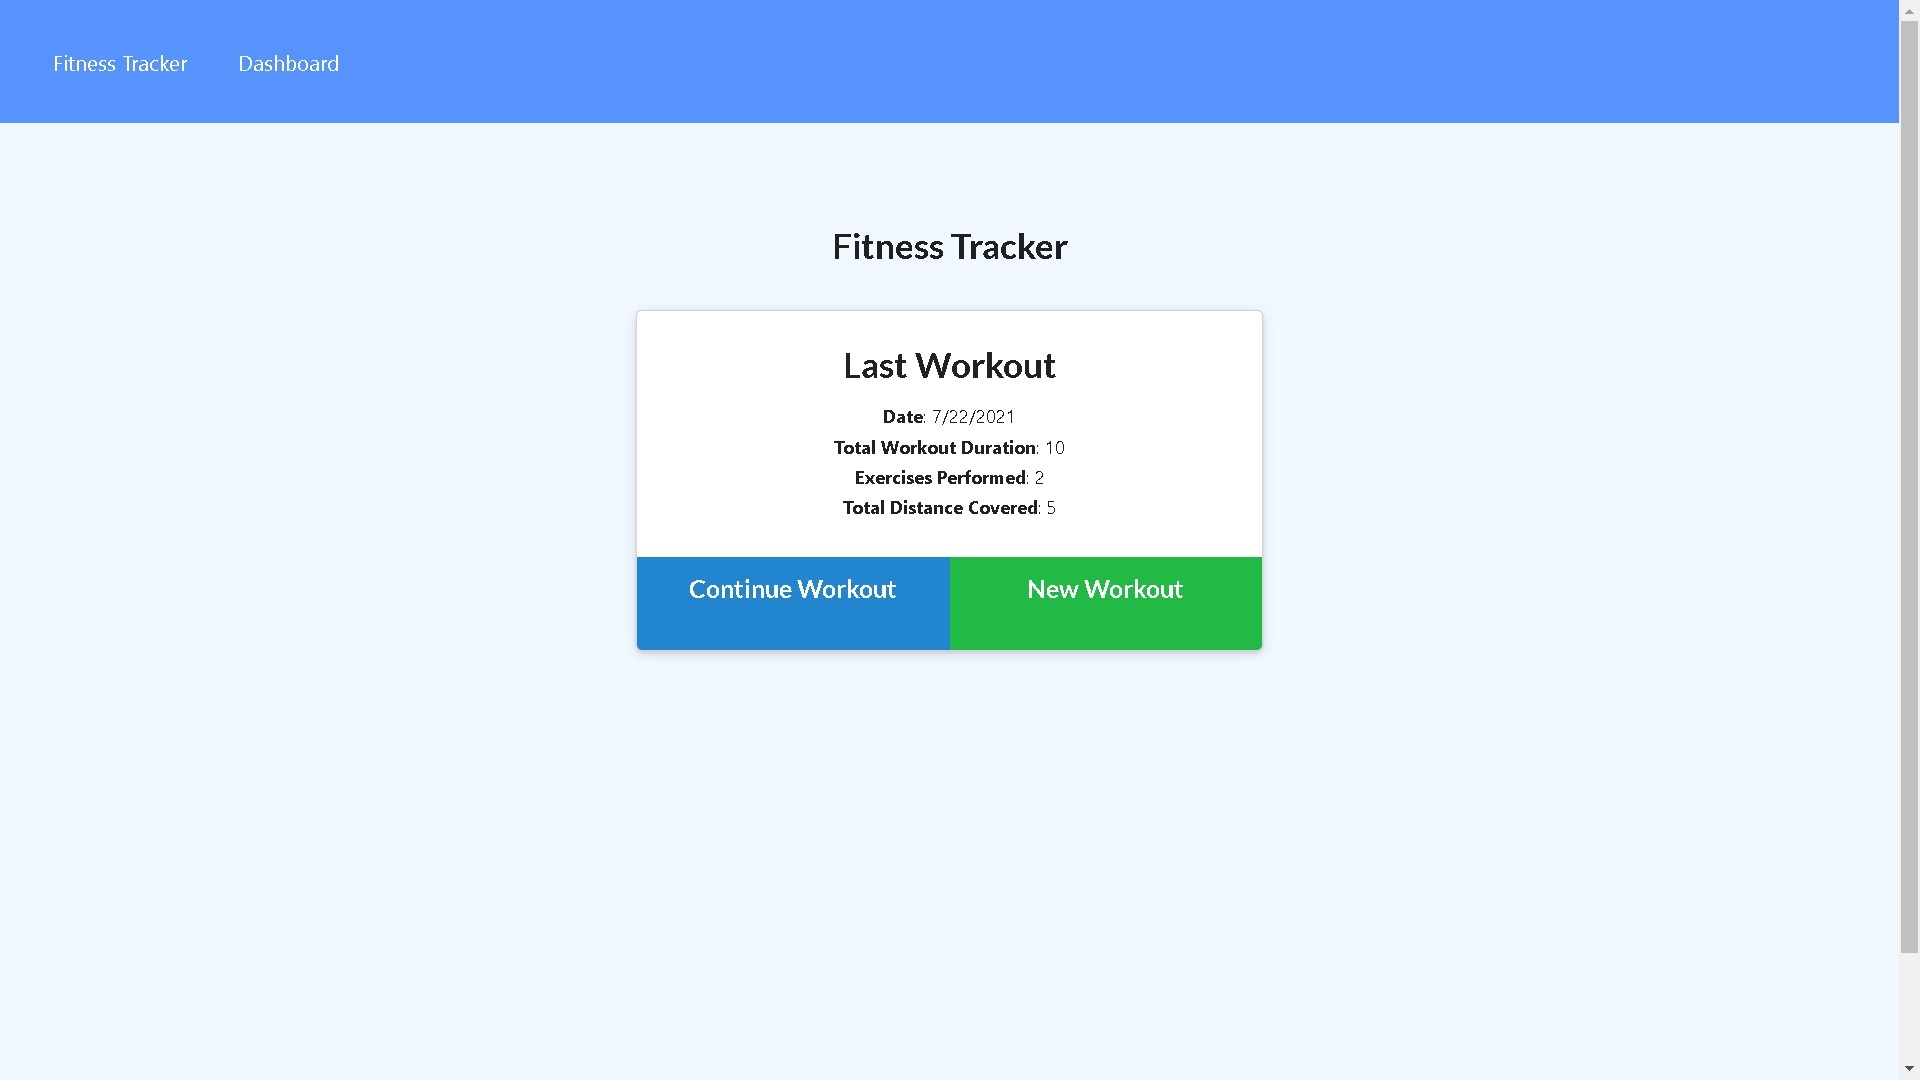 Fitness Tracker Dashboard
Fitness Tracker
Last Workout
Date: 7/22/2021
Total Workout Duration: 10
Exercises Performed: 2
Total Distance Covered: 5
Continue Workout New Workout